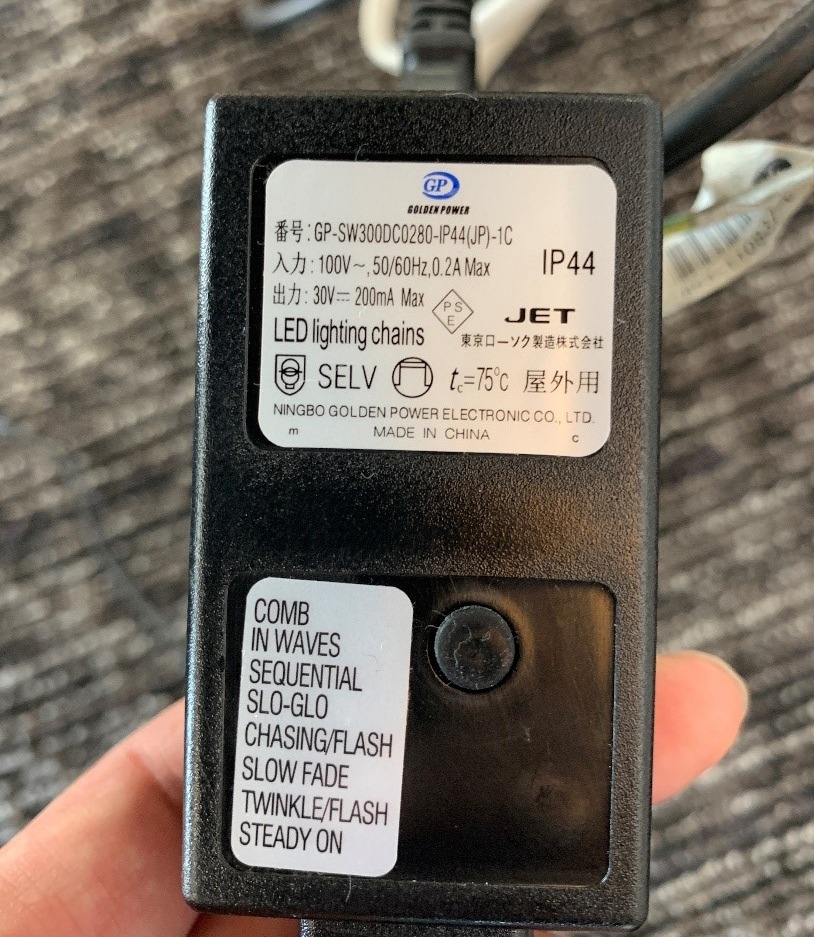 GP
GOLDEN POWER
番号: GP-SW300DC0280-IP44(JP)-1C
入力: 100V~, 50/60Hz, 0.2A Max
IP44
出力: 30V⎓ 200mA Max
PSE
JET
LED lighting chains
東京ローソク製造株式会社
SELV
tc=75°c 屋外用
NINGBO GOLDEN POWER ELECTRONIC CO., LTD.
m MADE IN CHINA c
COMB
IN WAVES
SEQUENTIAL
SLO-GLO
CHASING/FLASH
SLOW FADE
TWINKLE/FLASH
STEADY ON